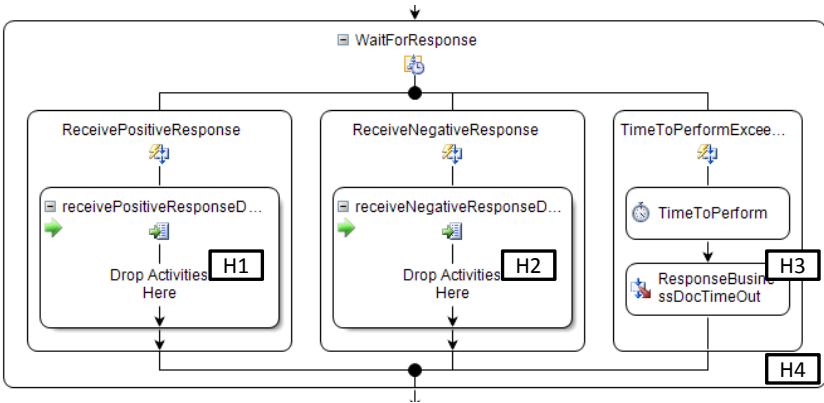 WaitForResponse
ReceivePositiveResponse
ReceiveNegativeResponse
TimeToPerformExcee...
receivePositiveResponseD...
receiveNegativeResponseD...
TimeToPerform
H1
H2
H3
Drop Activities
Here
Drop Activities
Here
ResponseBusine
ssDocTimeOut
H4